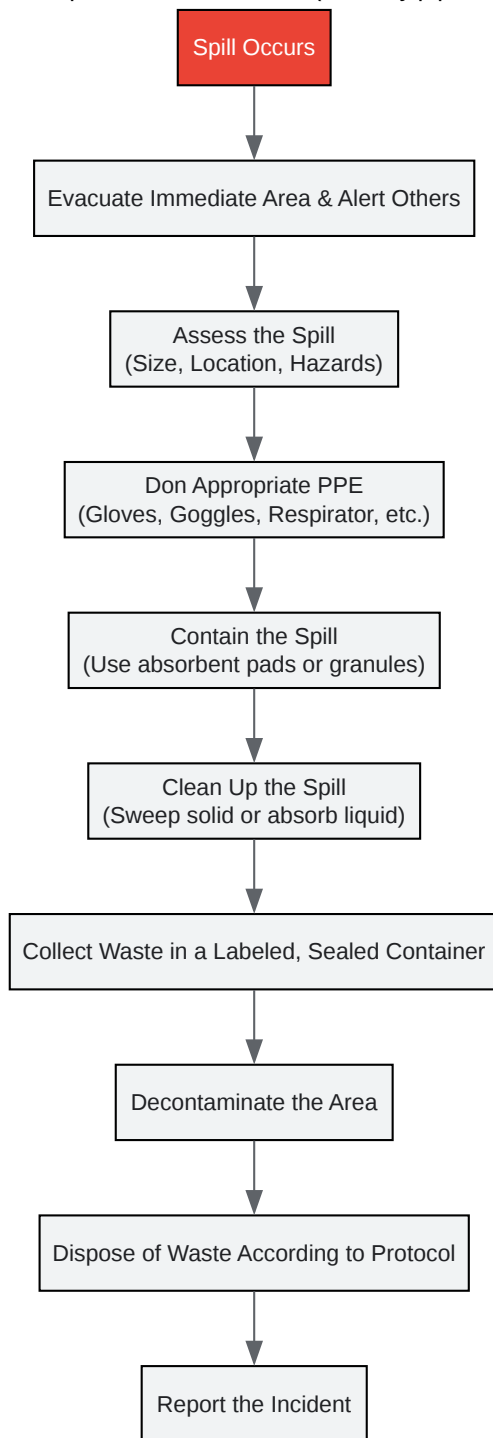 Spill Occurs
Evacuate Immediate Area & Alert Others
Assess the Spill
(Size, Location, Hazards)
Don Appropriate PPE
(Gloves, Goggles, Respirator, etc.)
Contain the Spill
(Use absorbent pads or granules)
Clean Up the Spill
(Sweep solid or absorb liquid)
Collect Waste in a Labeled, Sealed Container
Decontaminate the Area
Dispose of Waste According to Protocol
Report the Incident